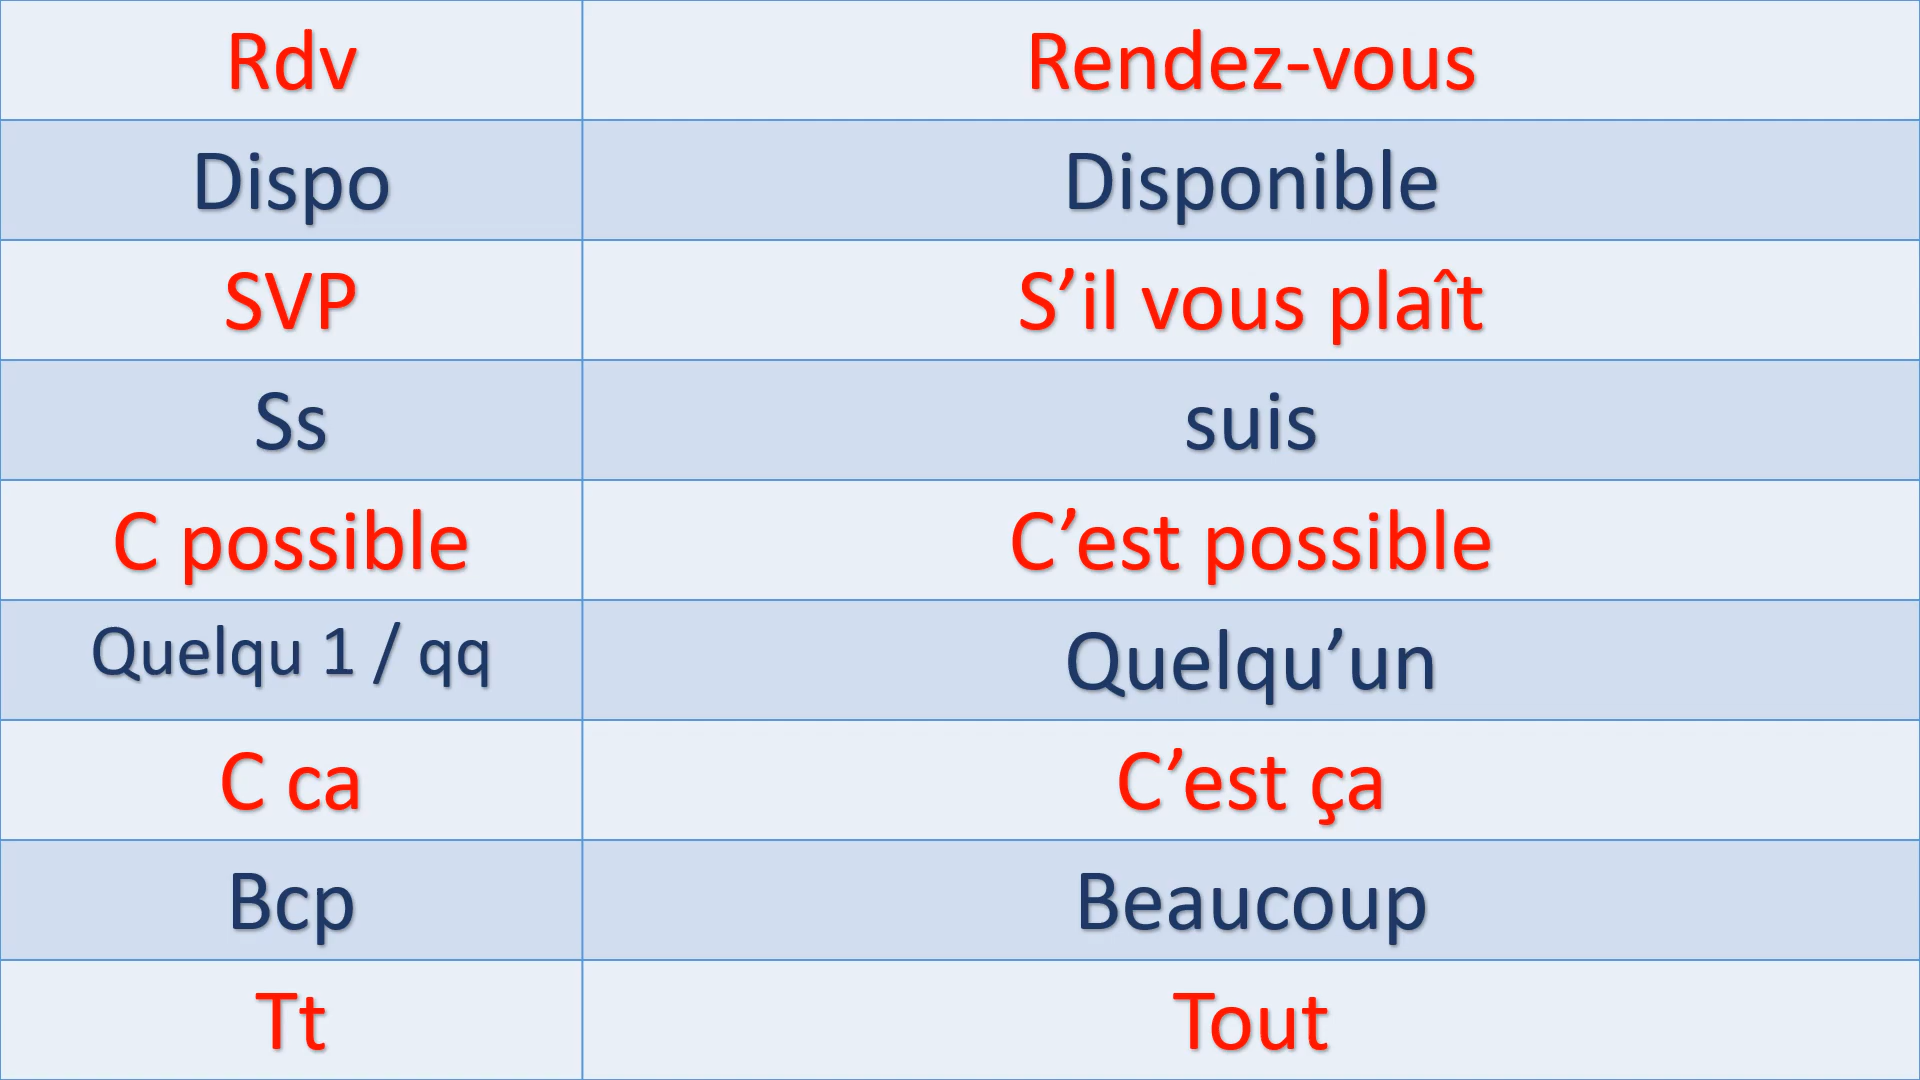 Rdv Rendez-vous
Dispo Disponible
SVP S’il vous plaît
Ss suis
C possible C’est possible
Quelqu 1 / qq Quelqu’un
C ca C’est ça
Bcp Beaucoup
Tt Tout